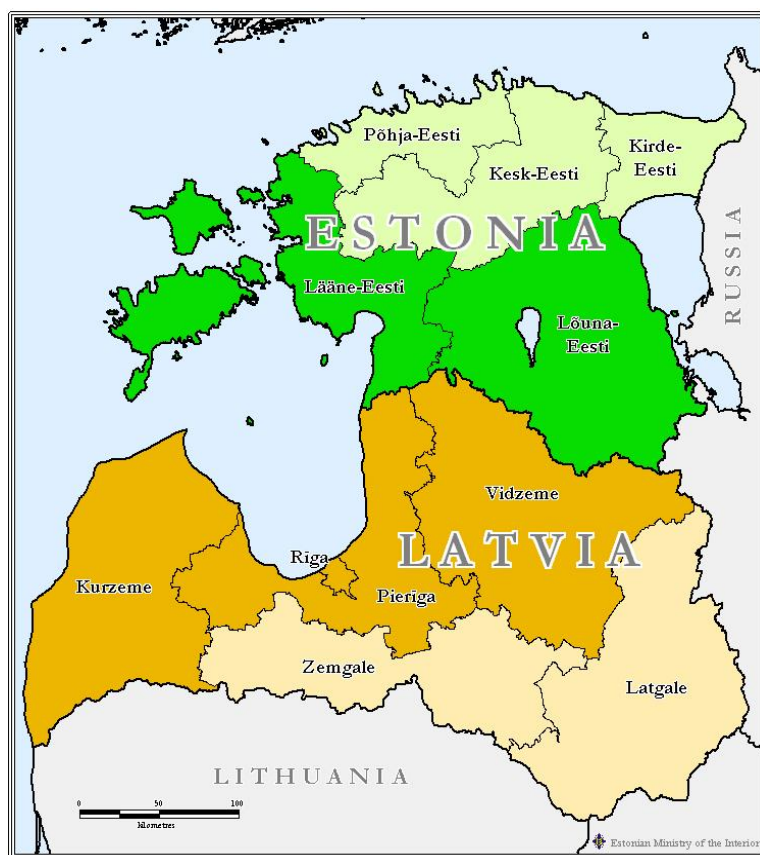 Põhja-Eesti
Kirde-
Eesti
Kesk-Eesti
ESTONIA
RUSSIA
Lääne-Eesti
Lõuna-
Eesti
Vidzeme
LATVIA
Riga
Kurzeme
Pieriga
Zemgale
Latgale
LITHUANIA
0 50 100
kilometres
Estonian Ministry of the Interior